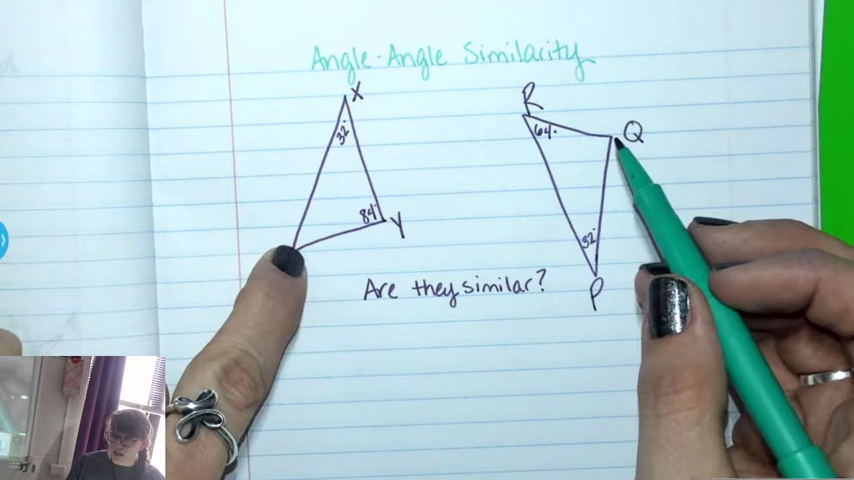 Angle-Angle Similarity
X
32°
84°
Y
R
64°
Q
32°
P
Are they similar?